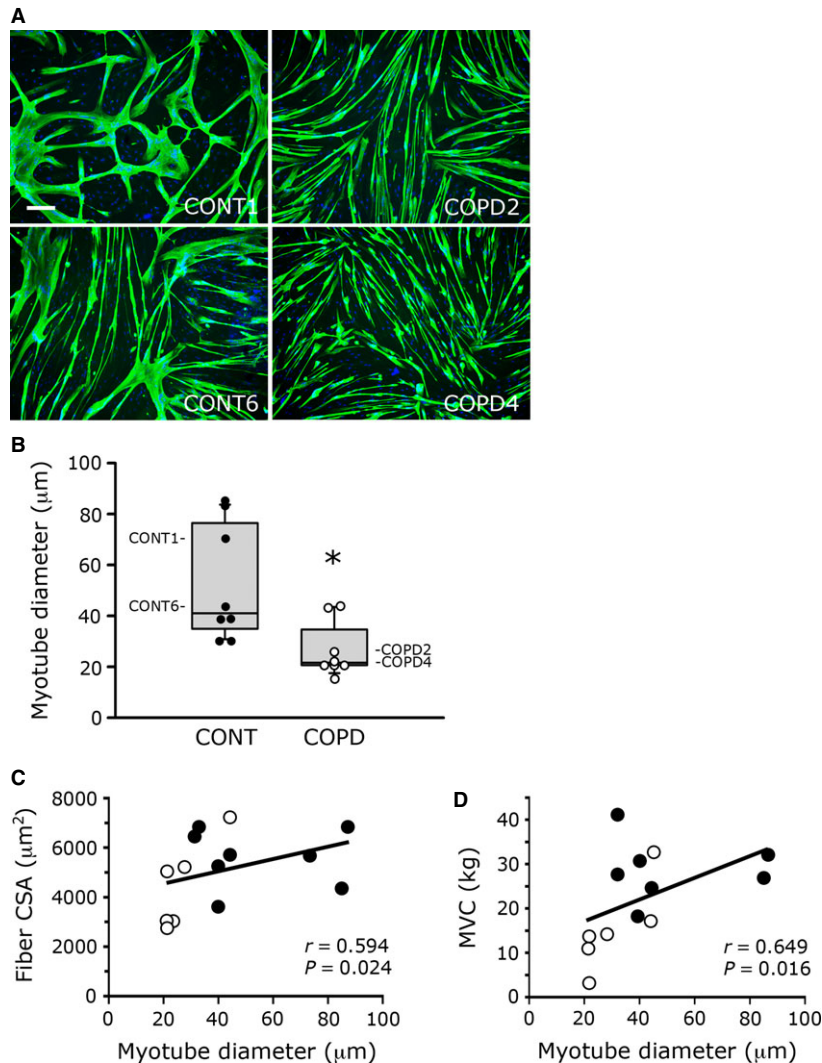 A
CONT1
COPD2
CONT6
COPD4
B
Myotube diameter (μm)
100
80
60
40
20
0
CONT1-
CONT6-
*
-COPD2
-COPD4
CONT
COPD
C
Fiber CSA (μm²)
8000
6000
4000
2000
0
r = 0.594
P = 0.024
0 20 40 60 80 100
Myotube diameter (μm)
D
MVC (kg)
40
30
20
10
0
r = 0.649
P = 0.016
0 20 40 60 80 100
Myotube diameter (μm)